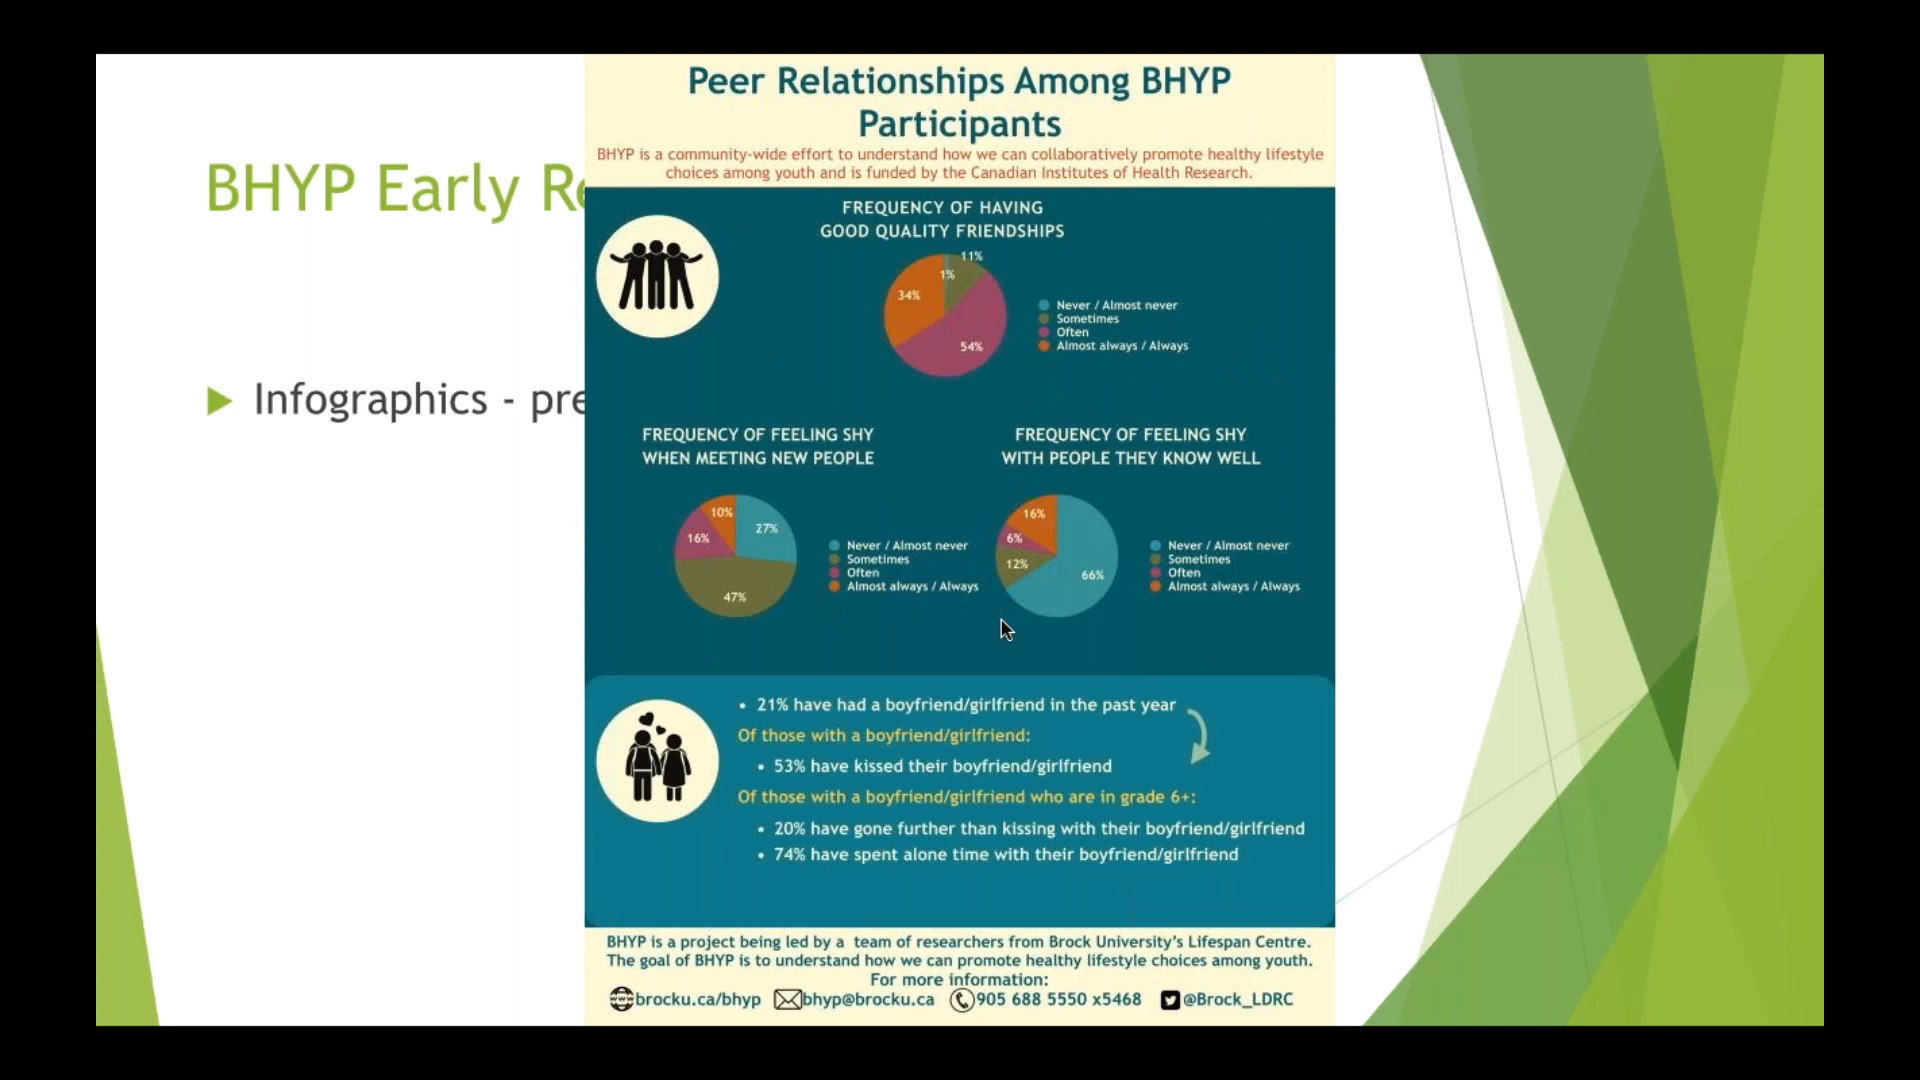 BHYP Early
Infographics -
Peer Relationships Among BHYP
Participants
BHYP is a community-wide effort to understand how we can collaboratively promote healthy lifestyle
choices among youth and is funded by the Canadian Institutes of Health Research.
FREQUENCY OF HAVING
GOOD QUALITY FRIENDSHIPS
11%
1%
34%
54%
Never / Almost never
Sometimes
Often
Almost always / Always
FREQUENCY OF FEELING SHY
WHEN MEETING NEW PEOPLE
10%
27%
16%
47%
Never / Almost never
Sometimes
Often
Almost always / Always
FREQUENCY OF FEELING SHY
WITH PEOPLE THEY KNOW WELL
16%
6%
12%
66%
Never / Almost never
Sometimes
Often
Almost always / Always
• 21% have had a boyfriend/girlfriend in the past year
Of those with a boyfriend/girlfriend:
• 53% have kissed their boyfriend/girlfriend
Of those with a boyfriend/girlfriend who are in grade 6+:
• 20% have gone further than kissing with their boyfriend/girlfriend
• 74% have spent alone time with their boyfriend/girlfriend
BHYP is a project being led by a team of researchers from Brock University's Lifespan Centre.
The goal of BHYP is to understand how we can promote healthy lifestyle choices among youth.
For more information:
www brocku.ca/bhyp bhyp@brocku.ca 905 688 5550 x5468 @Brock_LDRC